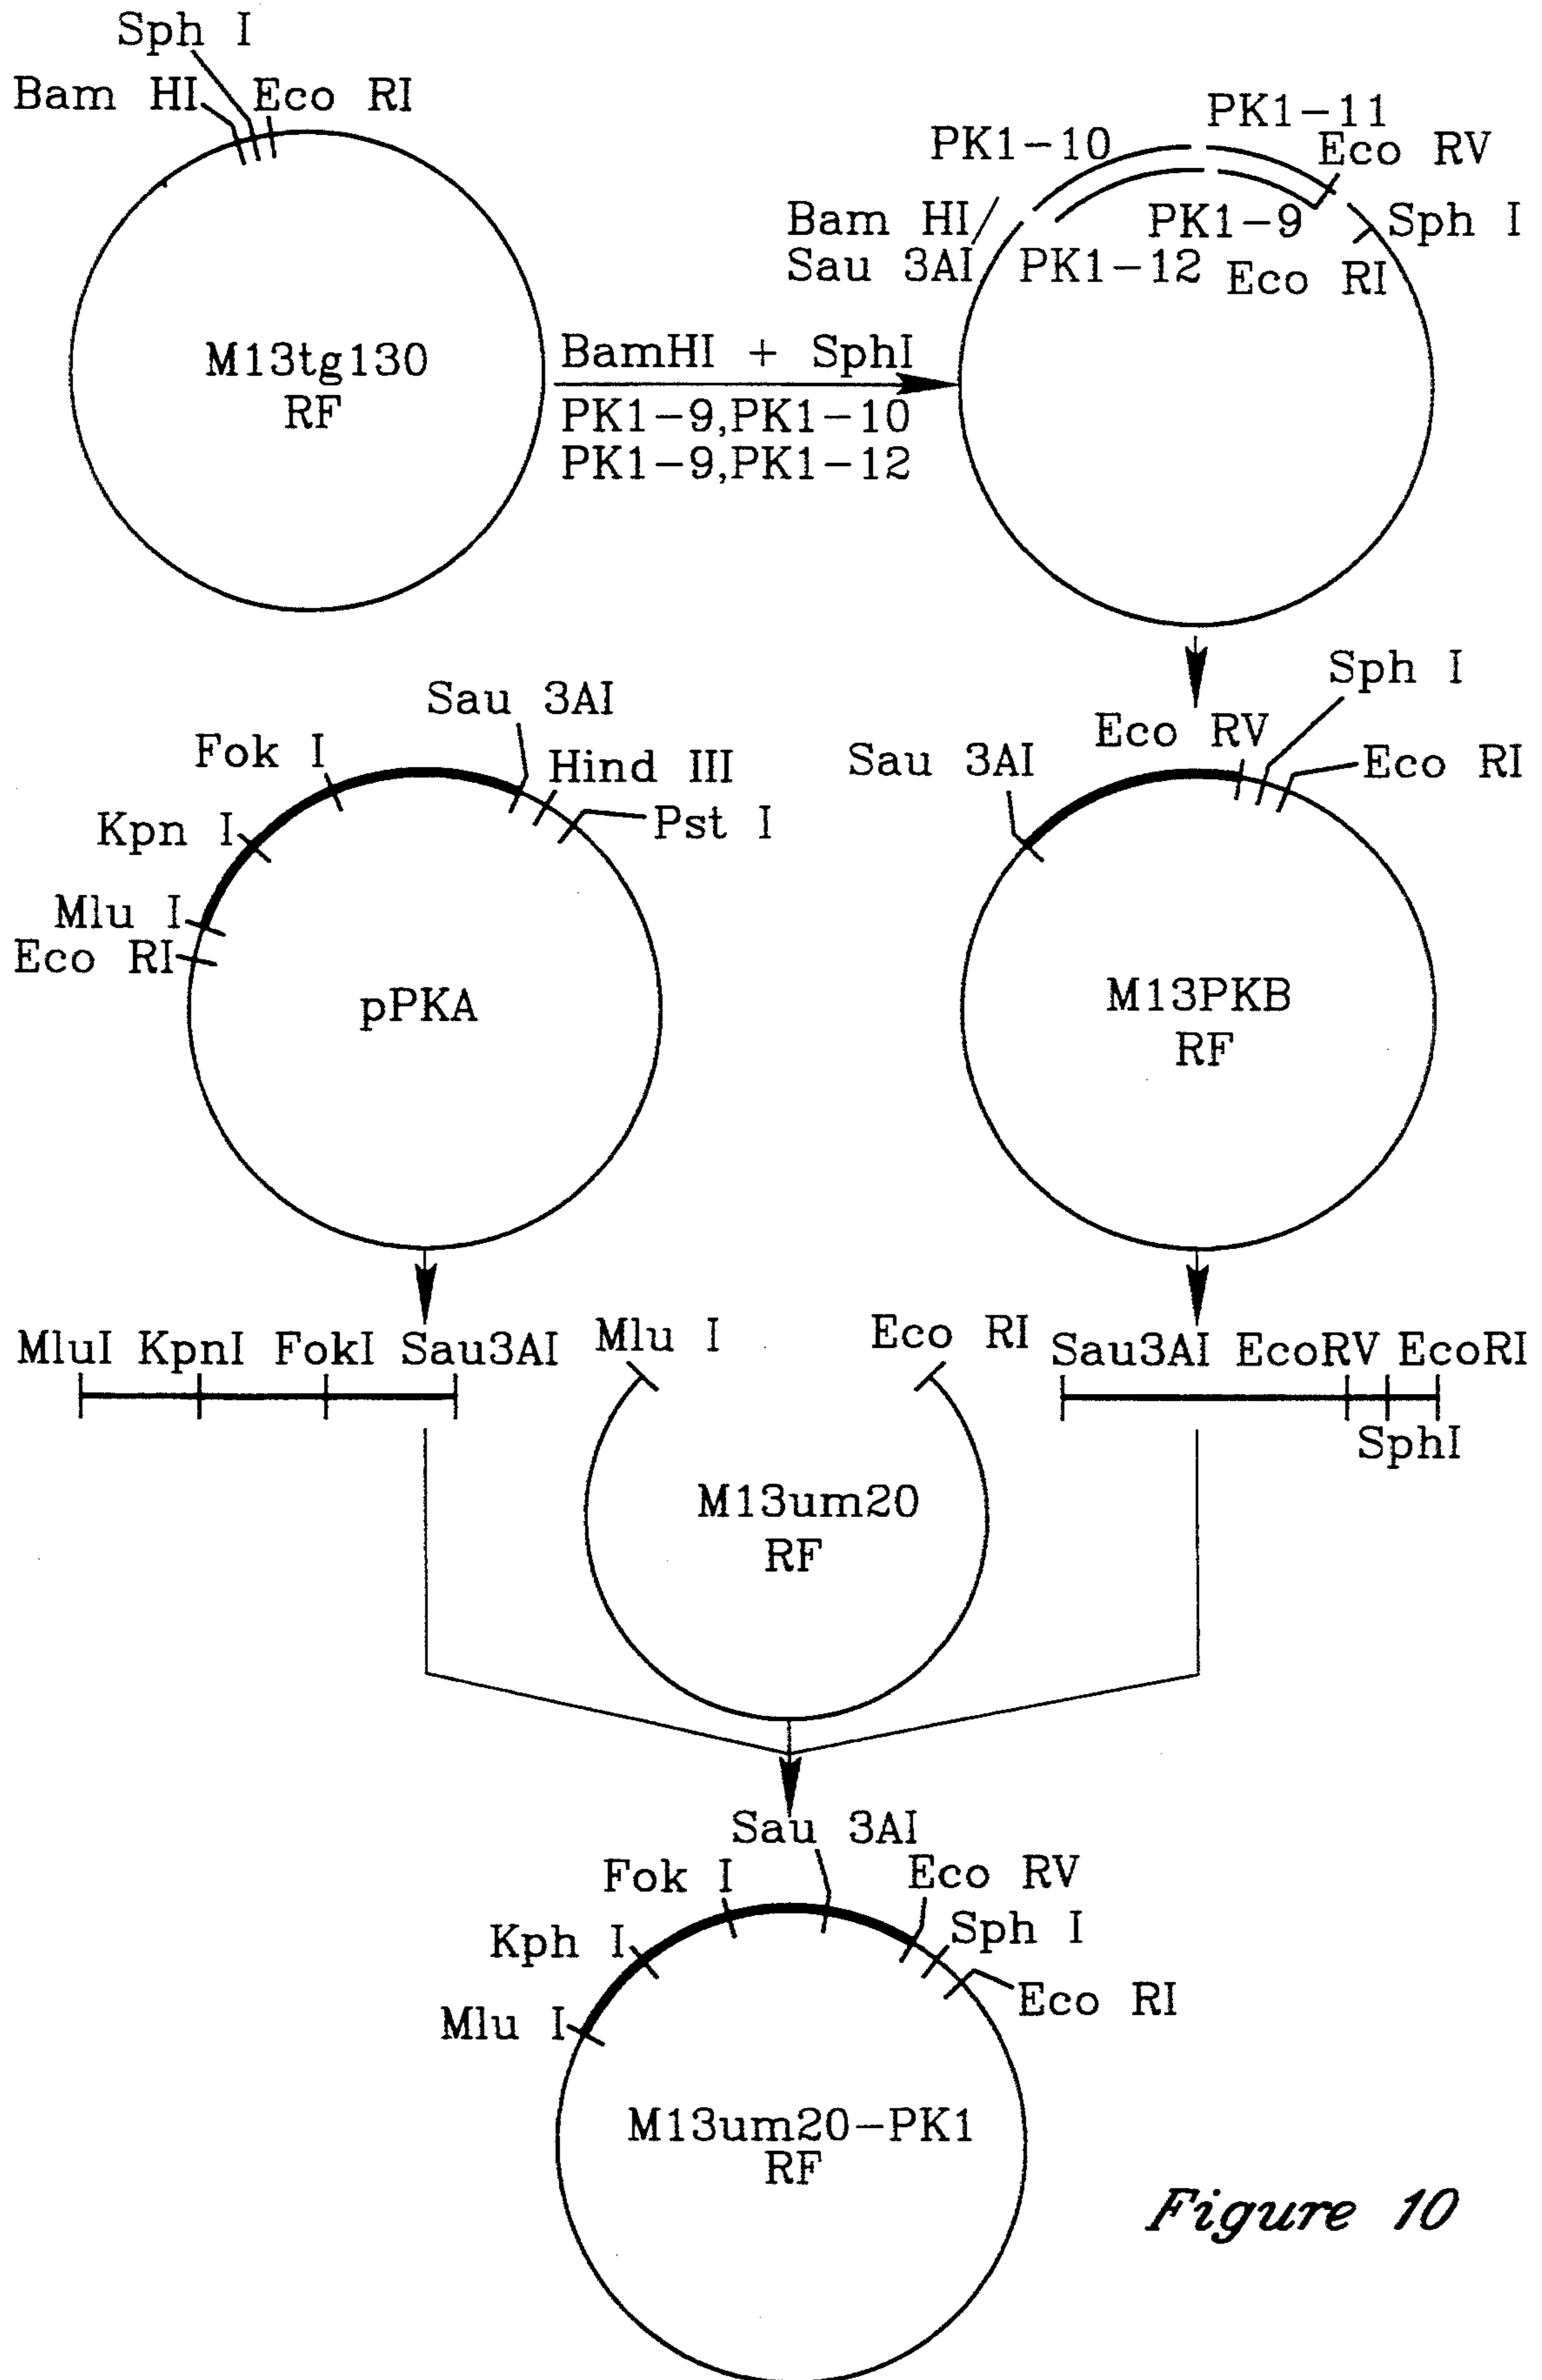 Sph I
Bam HI
Eco RI
M13tg130
RF
BamHI + SphI
PK1-9,PK1-10
PK1-9,PK1-12
PK1-10
PK1-11
Eco RV
Bam HI
Sau 3AI
PK1-9
Sph I
PK1-12
Eco RI
Sau 3AI
Fok I
Hind III
Kpn I
Pst I
Mlu I
Eco RI
pPKA
Sph I
Eco RV
Sau 3AI
Eco RI
M13PKB
RF
MluI KpnI FokI Sau3AI
Mlu I
Eco RI
Sau3AI EcoRV EcoRI
SphI
M13um20
RF
Sau 3AI
Fok I
Eco RV
Kph I
Sph I
Mlu I
Eco RI
M13um20-PK1
RF
Figure 10